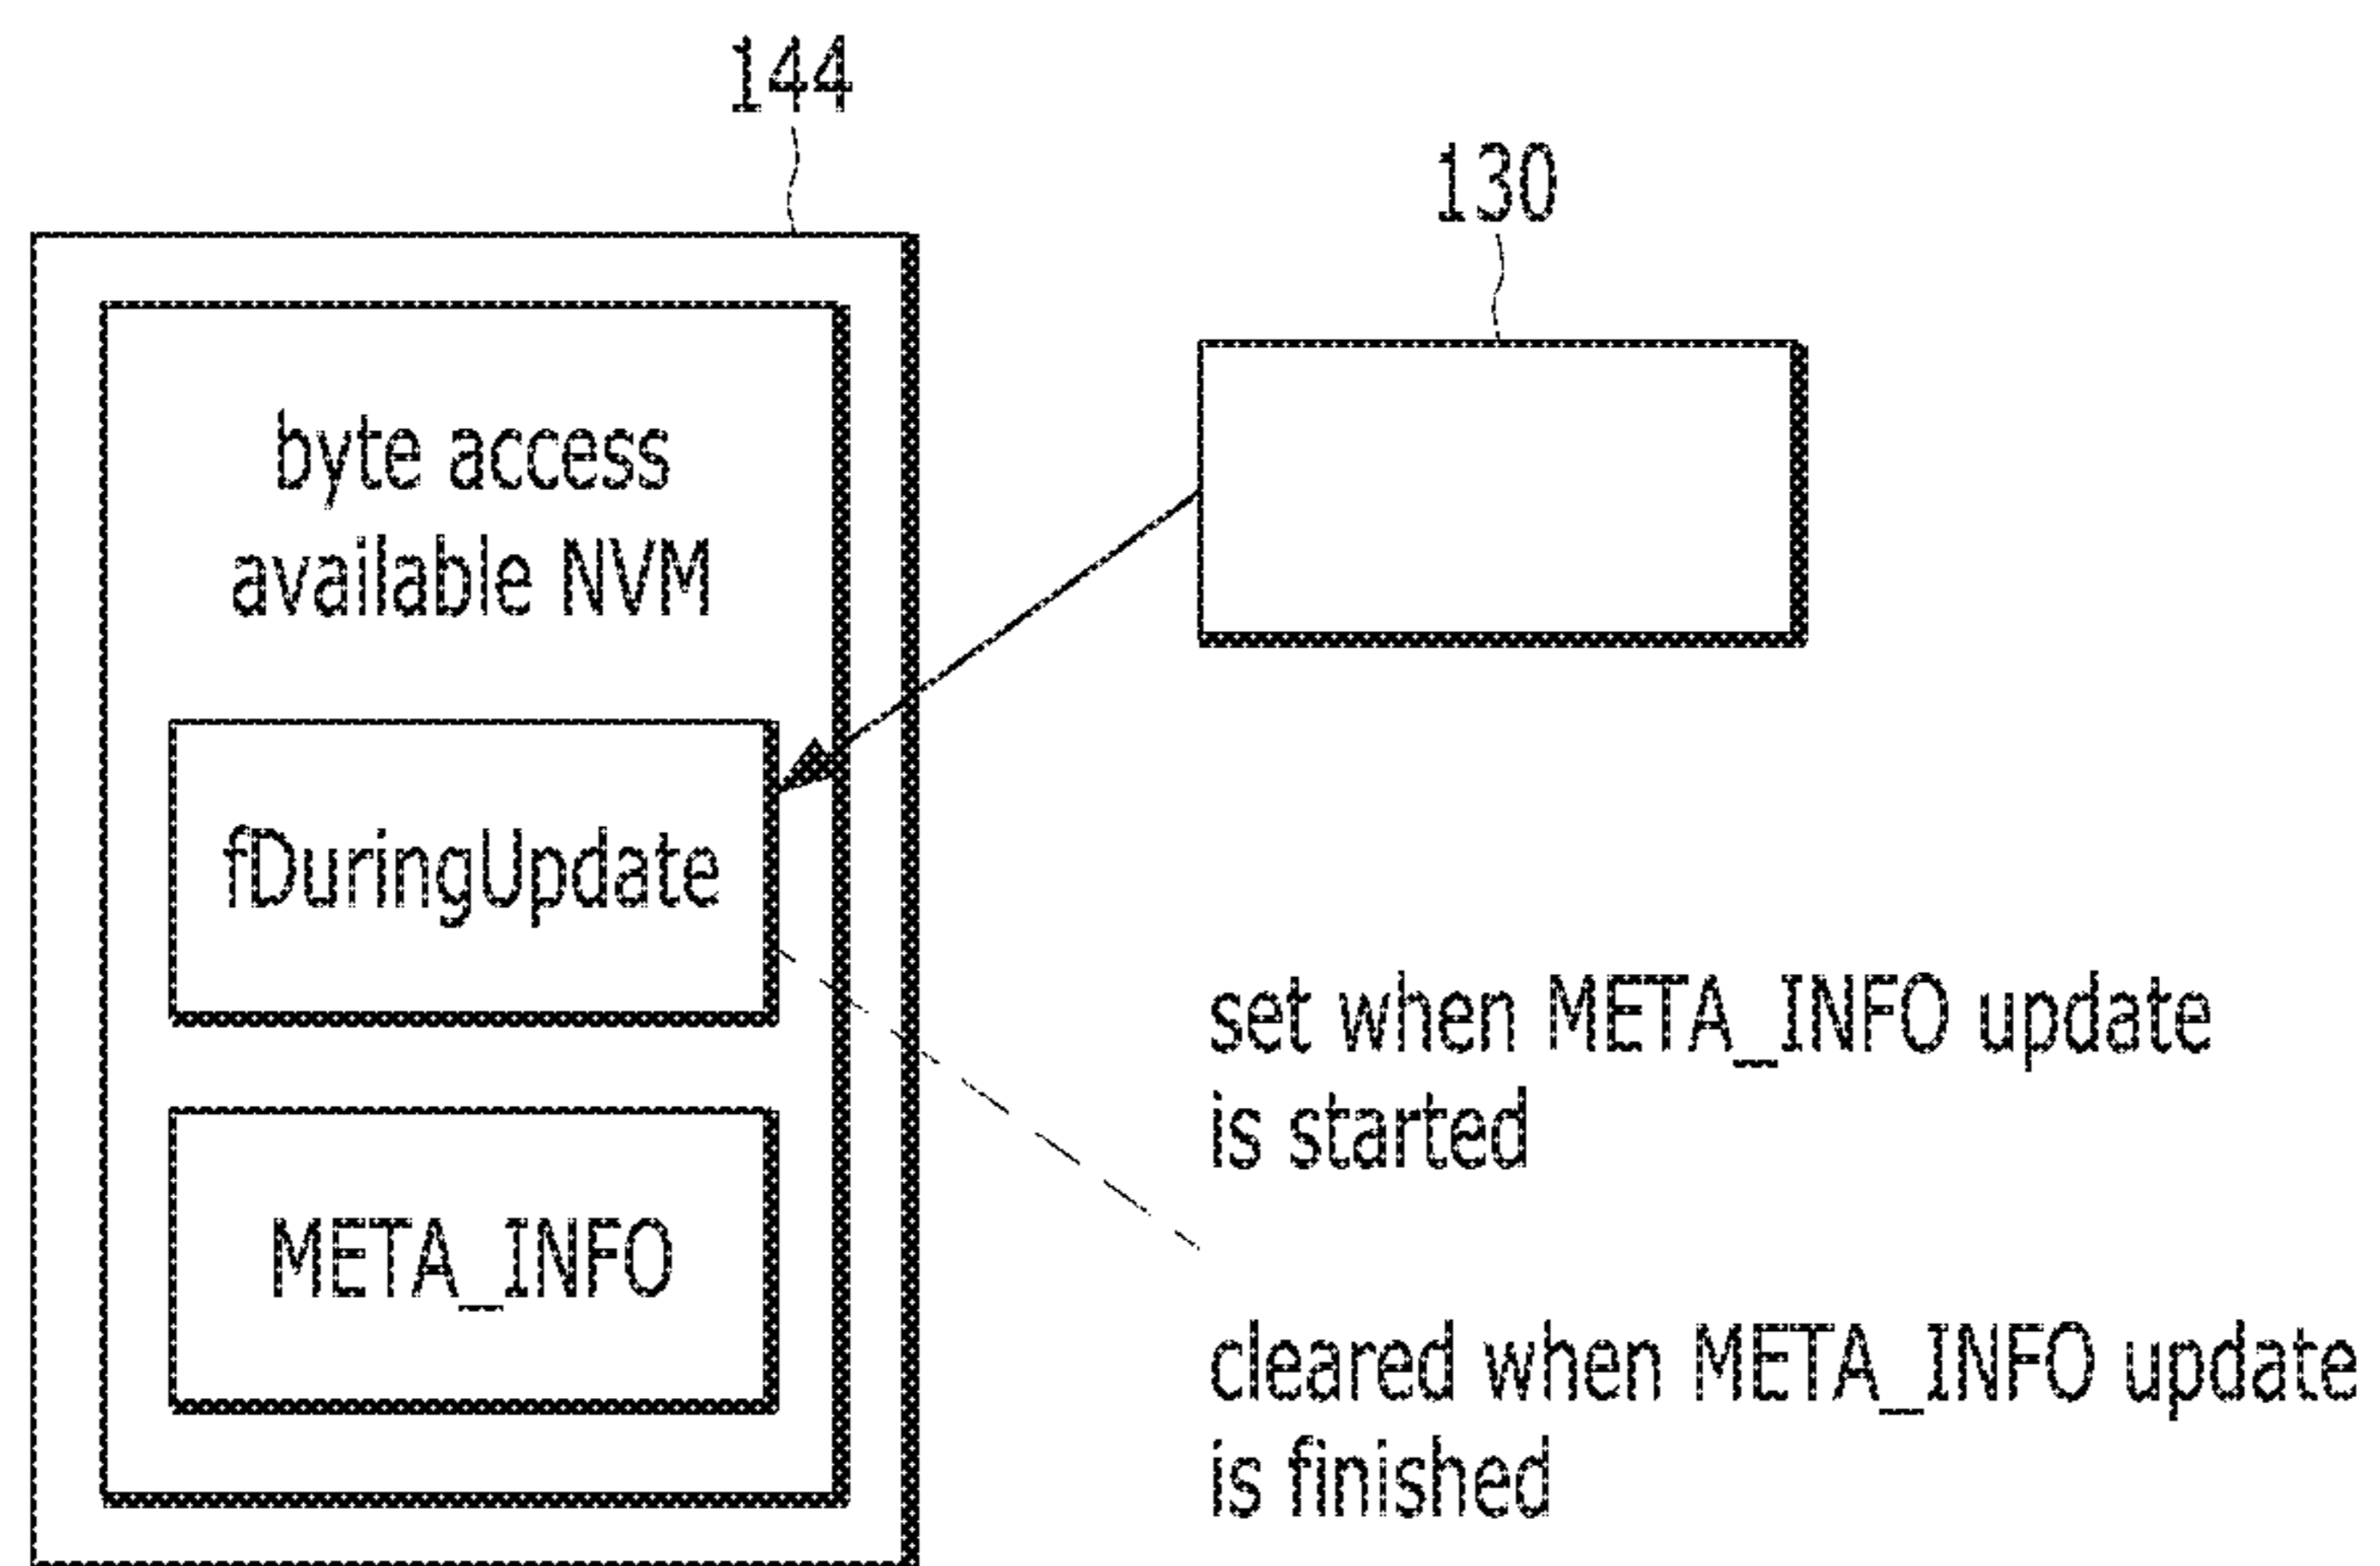 144
130
byte access
available NVM
fDuringUpdate
META_INFO
set when META_INFO update
is started
cleared when META_INFO update
is finished